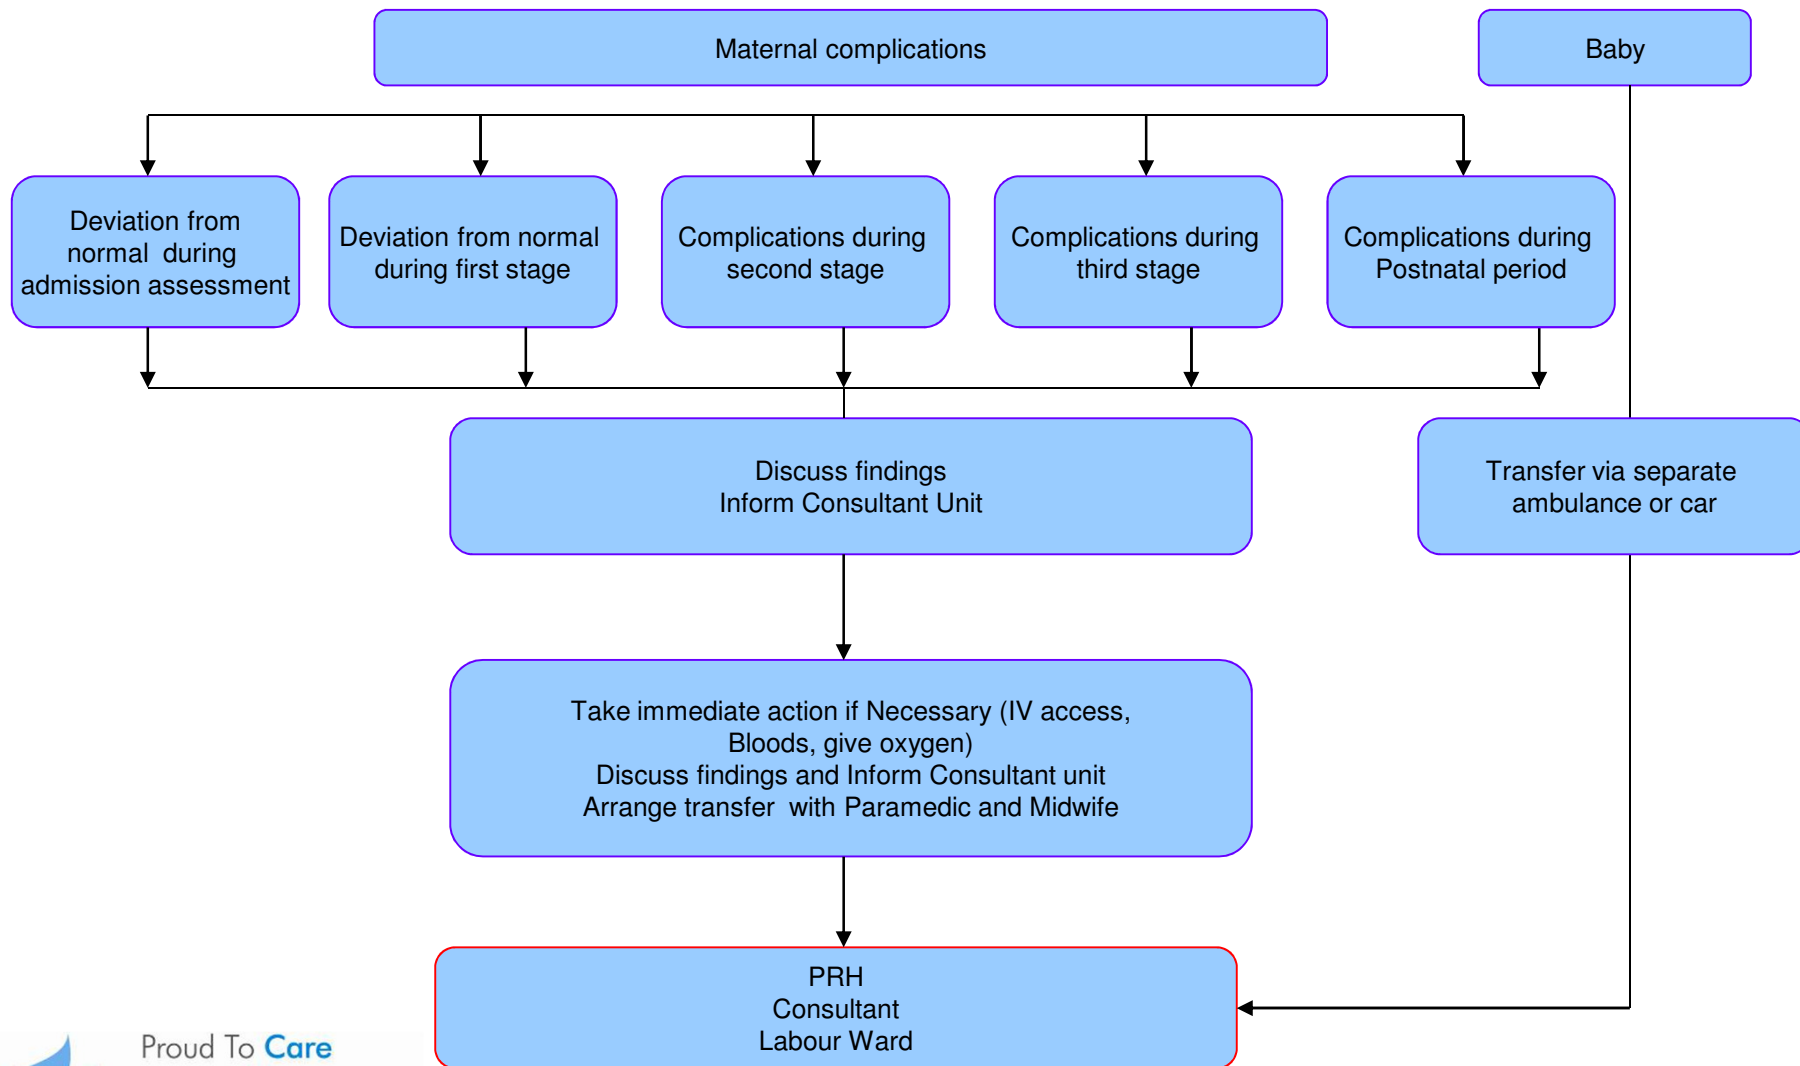 Maternal complications
Baby
Deviation from
normal  during
admission assessment
Deviation from normal
during first stage
Complications during
second stage
Complications during
third stage
Complications during
Postnatal period
Discuss findings
Inform Consultant Unit
Transfer via separate
ambulance or car
Take immediate action if Necessary (IV access,
Bloods, give oxygen)
Discuss findings and Inform Consultant unit
Arrange transfer  with Paramedic and Midwife
PRH
Consultant
Labour Ward
Proud To Care